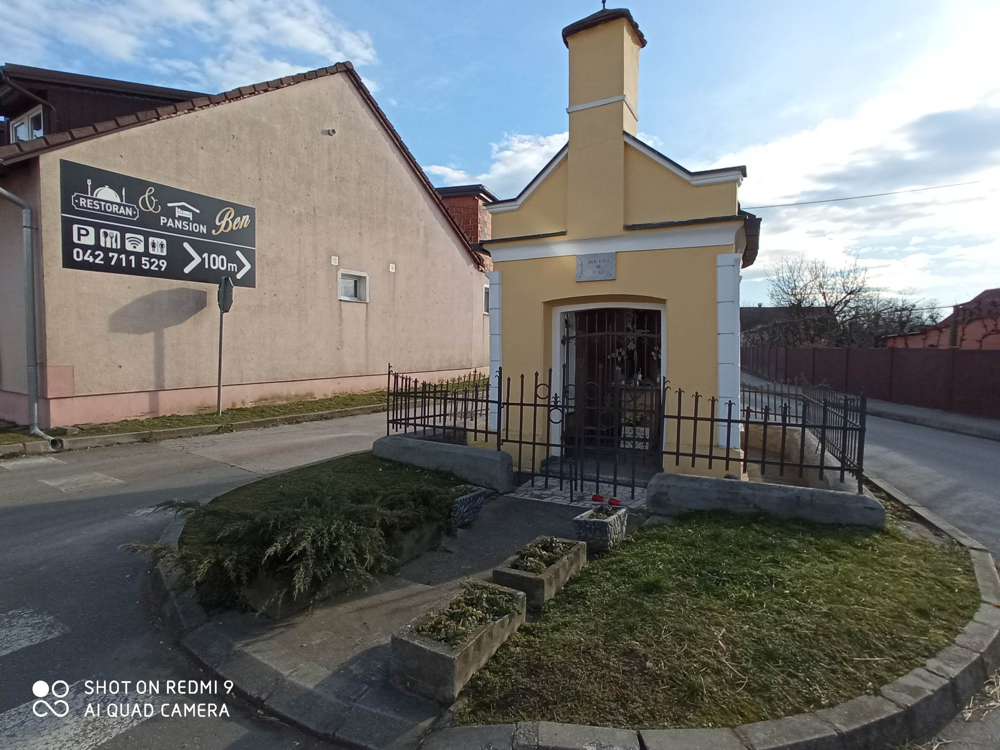 RESTORAN & PANSION Ben
P
042 711 529 100m
SHOT ON REDMI 9
AI QUAD CAMERA